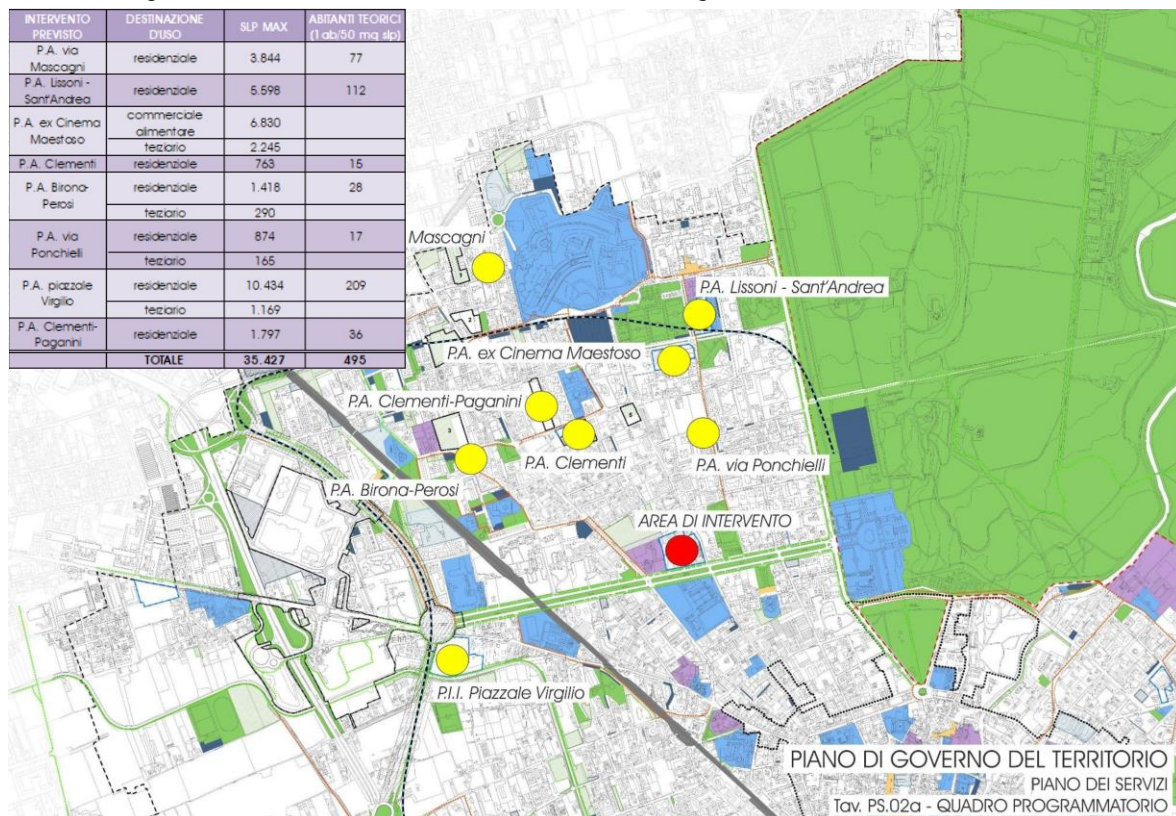 INTERVENTO PREVISTO DESTINAZIONE D'USO SLP MAX ABITANTI TEORICI (1 ab/50 mq slp)
P.A. via Mascagni residenziale 3.844 77
P.A. Lissoni - Sant'Andrea residenziale 5.598 112
P.A. ex Cinema Maestoso commerciale alimentare 6.830
terziario 2.245
P.A. Clementi residenziale 763 15
P.A. Birona-Perosi residenziale 1.418 28
terziario 290
P.A. via Ponchielli residenziale 874 17
terziario 165
P.A. piazzale Virgilio residenziale 10.434 209
terziario 1.169
P.A. Clementi-Paganini residenziale 1.797 36
TOTALE 35.427 495
Mascagni
P.A. Lissoni - Sant'Andrea
P.A. ex Cinema Maestoso
P.A. Clementi-Paganini
P.A. Clementi
P.A. via Ponchielli
P.A. Birona-Perosi
AREA DI INTERVENTO
P.I.I. Piazzale Virgilio
PIANO DI GOVERNO DEL TERRITORIO
PIANO DEI SERVIZI
Tav. PS.02a - QUADRO PROGRAMMATORIO